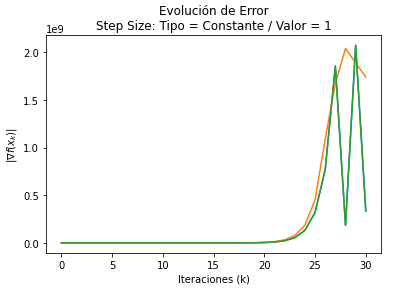 Evolución de Error
Step Size: Tipo = Constante / Valor = 1
1e9
2.0
1.5
1.0
0.5
0.0
|∇f(x_k)|
0 5 10 15 20 25 30
Iteraciones (k)